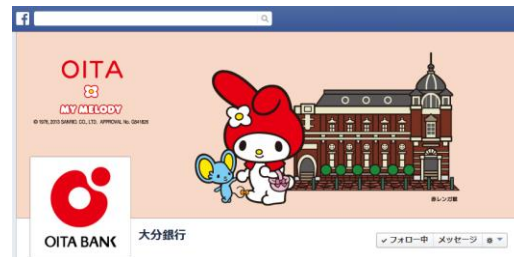 OITA
MY MELODY
© 1976, 2013 SANRIO CO., LTD. APPROVAL No. G541826
赤レンガ館
OITA BANK
大分銀行
フォロー中
メッセージ